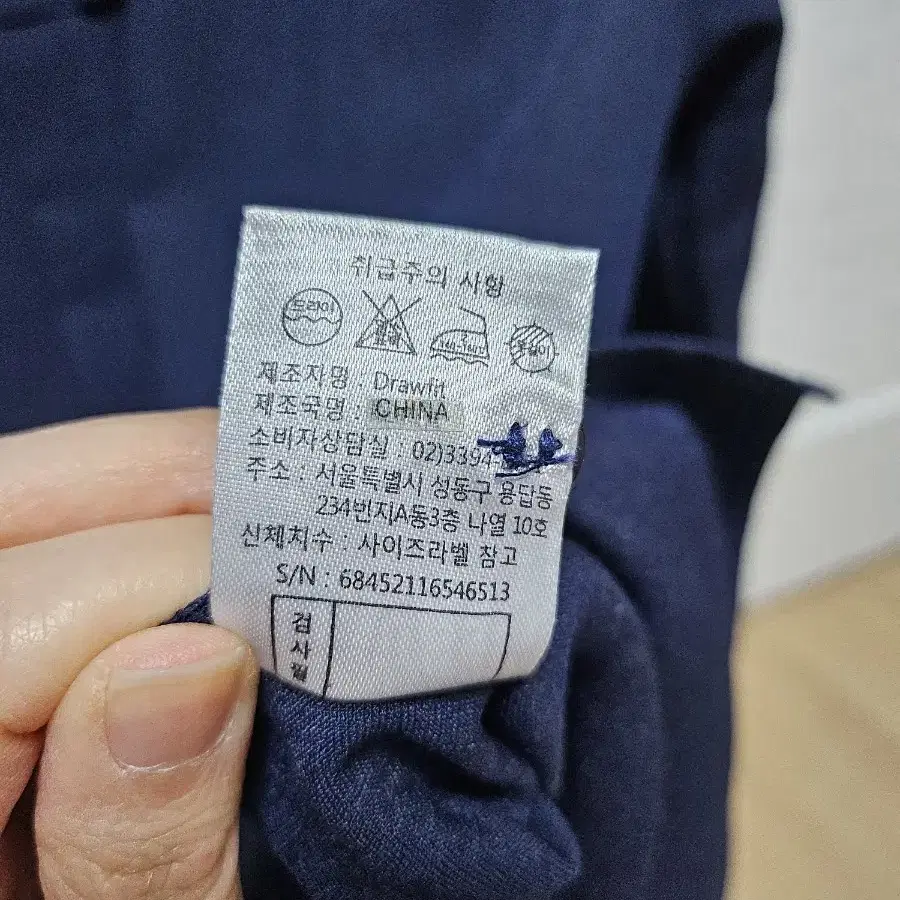 취급주의 사항
드라이
제조자명 : Drawfit
제조국명 : CHINA
소비자상담실 : 02)3394
주소 : 서울특별시 성동구 용답동
234번지A동3층 나열 10호
신체치수 : 사이즈라벨 참고
S/N : 68452116546513
검사필